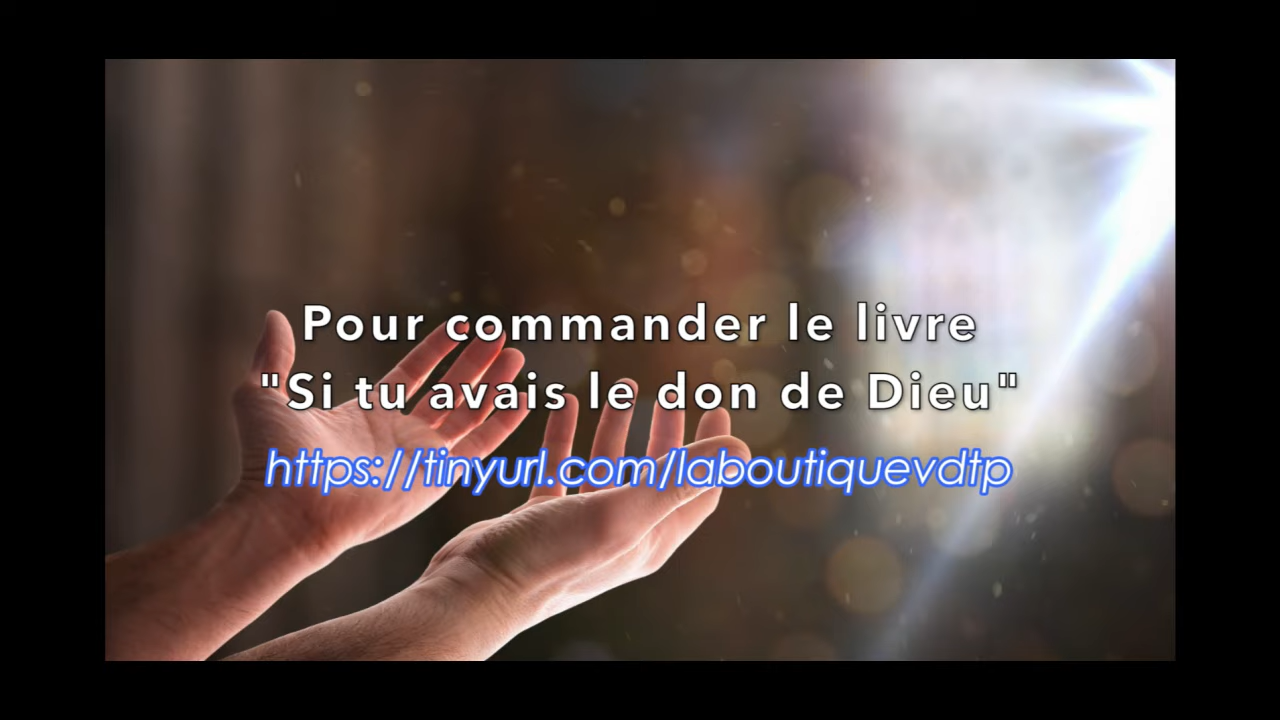 Pour commander le livre
"Si tu avais le don de Dieu"
https://tinyurl.com/laboutiquevdtp